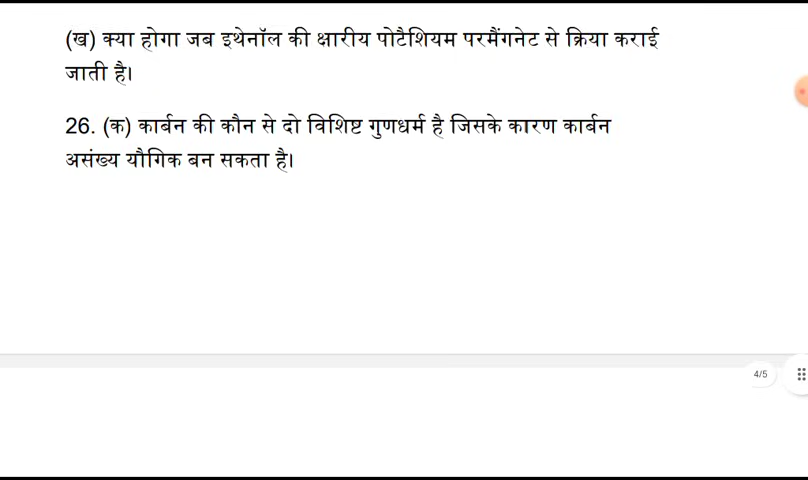 (ख) क्या होगा जब इथेनॉल की क्षारीय पोटैशियम परमैंगनेट से क्रिया कराई
जाती है।
26. (क) कार्बन की कौन से दो विशिष्ट गुणधर्म है जिसके कारण कार्बन
असंख्य यौगिक बन सकता है।
4/5